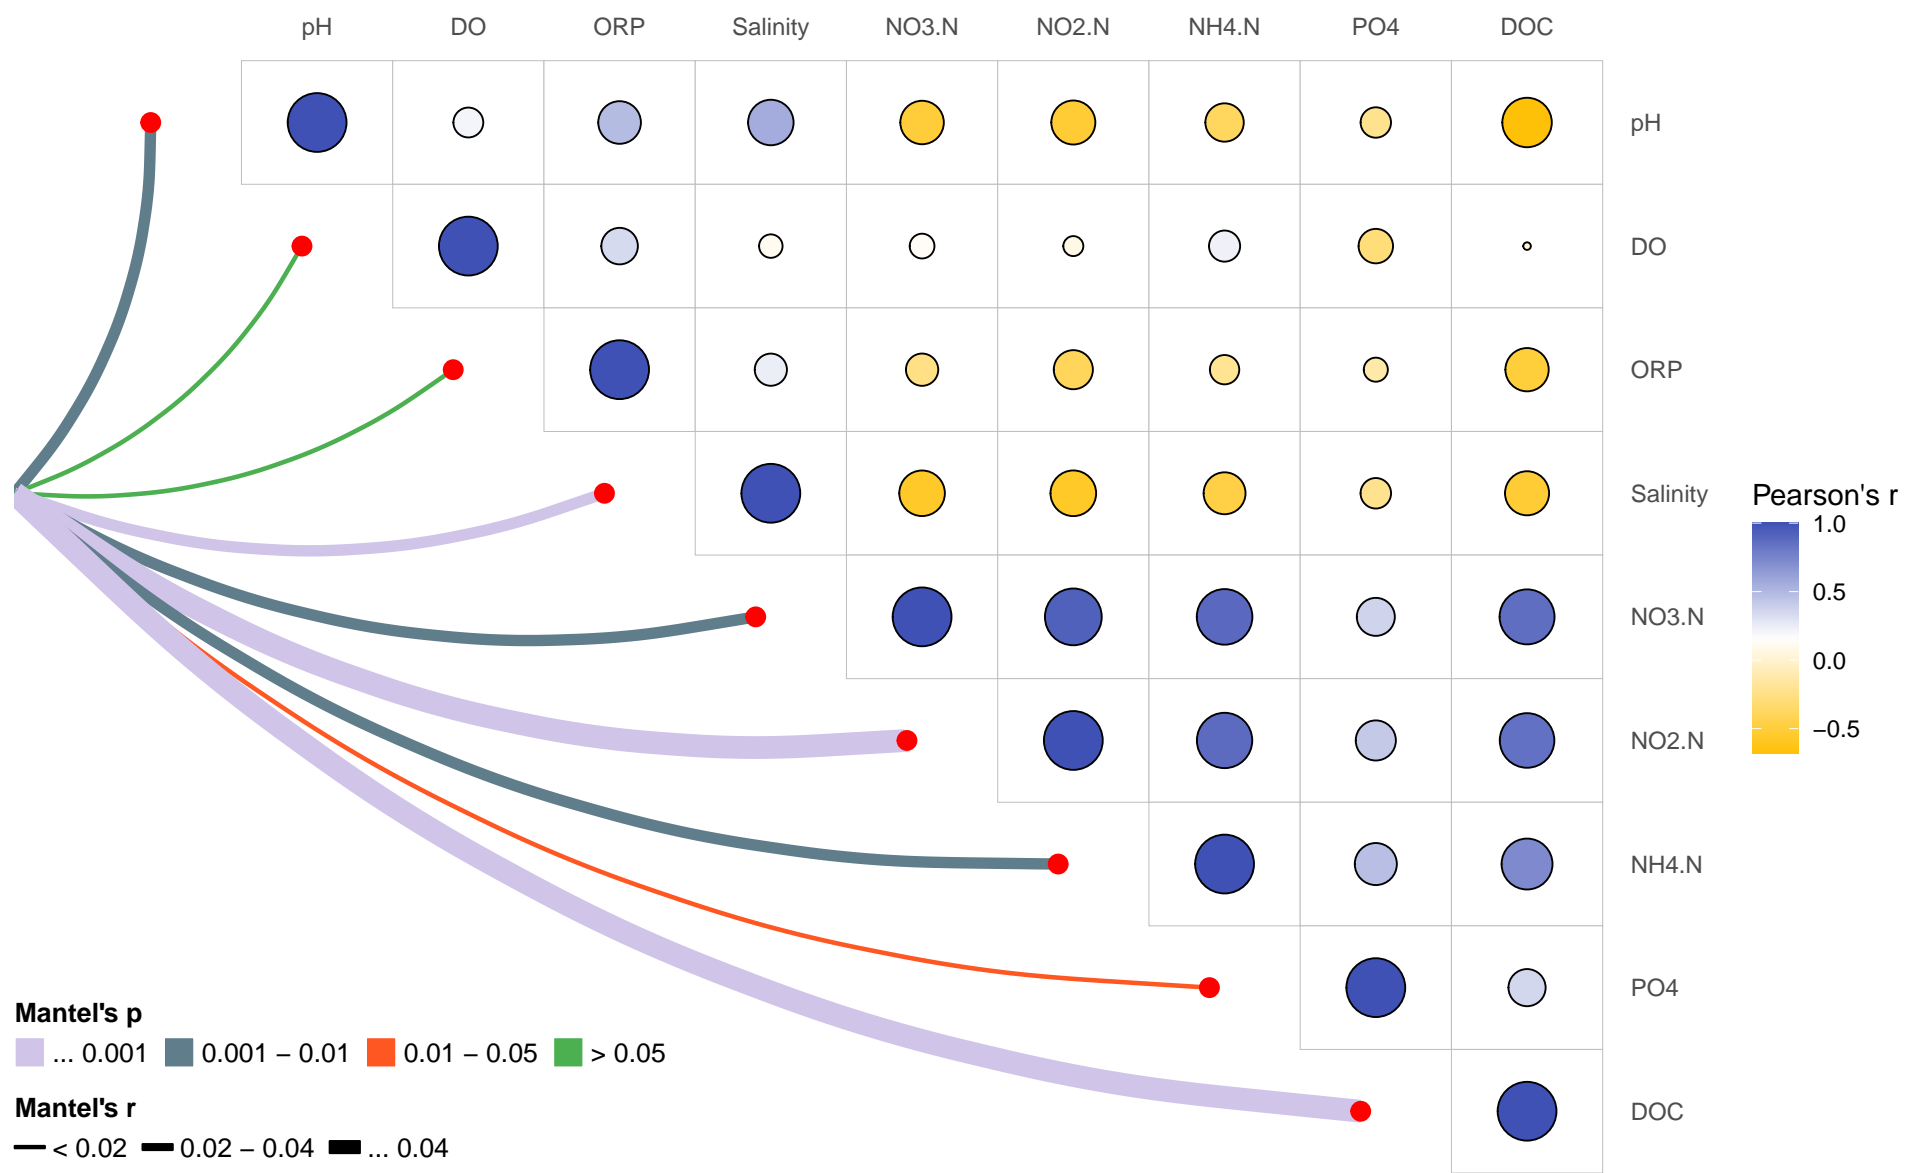 pH DO ORP Salinity NO3.N NO2.N NH4.N PO4 DOC
pH
DO
ORP
Salinity
NO3.N
NO2.N
NH4.N
PO4
DOC
Pearson's r
1.0
0.5
0.0
−0.5
Mantel's p
... 0.001 0.001 − 0.01 0.01 − 0.05 > 0.05
Mantel's r
< 0.02 0.02 − 0.04 ... 0.04